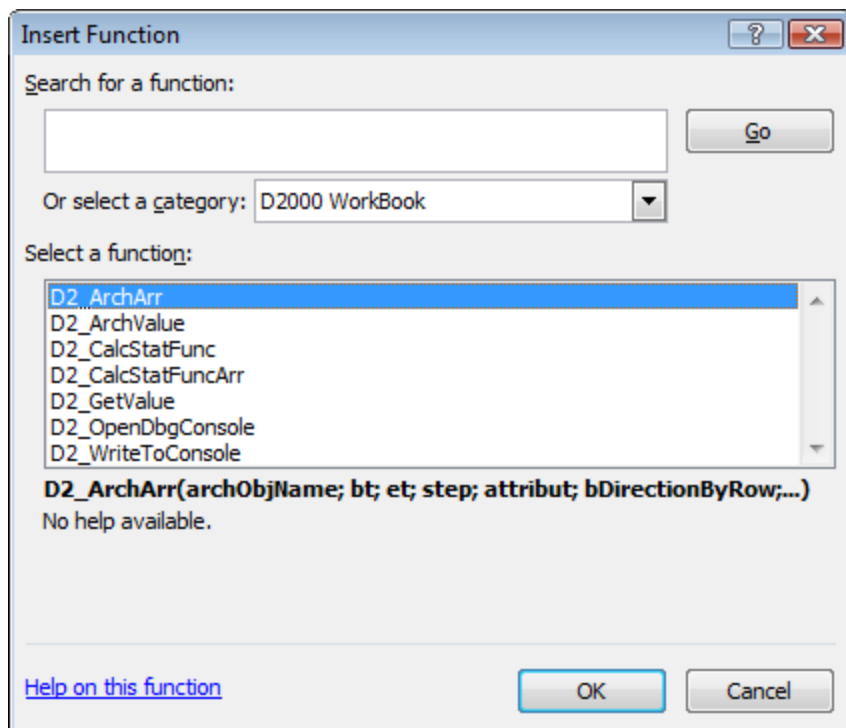 Insert Function
Search for a function:
Go
Or select a category: D2000 WorkBook
Select a function:
D2_ArchArr
D2_ArchValue
D2_CalcStatFunc
D2_CalcStatFuncArr
D2_GetValue
D2_OpenDbgConsole
D2_WriteToConsole
D2_ArchArr(archObjName; bt; et; step; attribut; bDirectionByRow;...)
No help available.
Help on this function
OK
Cancel